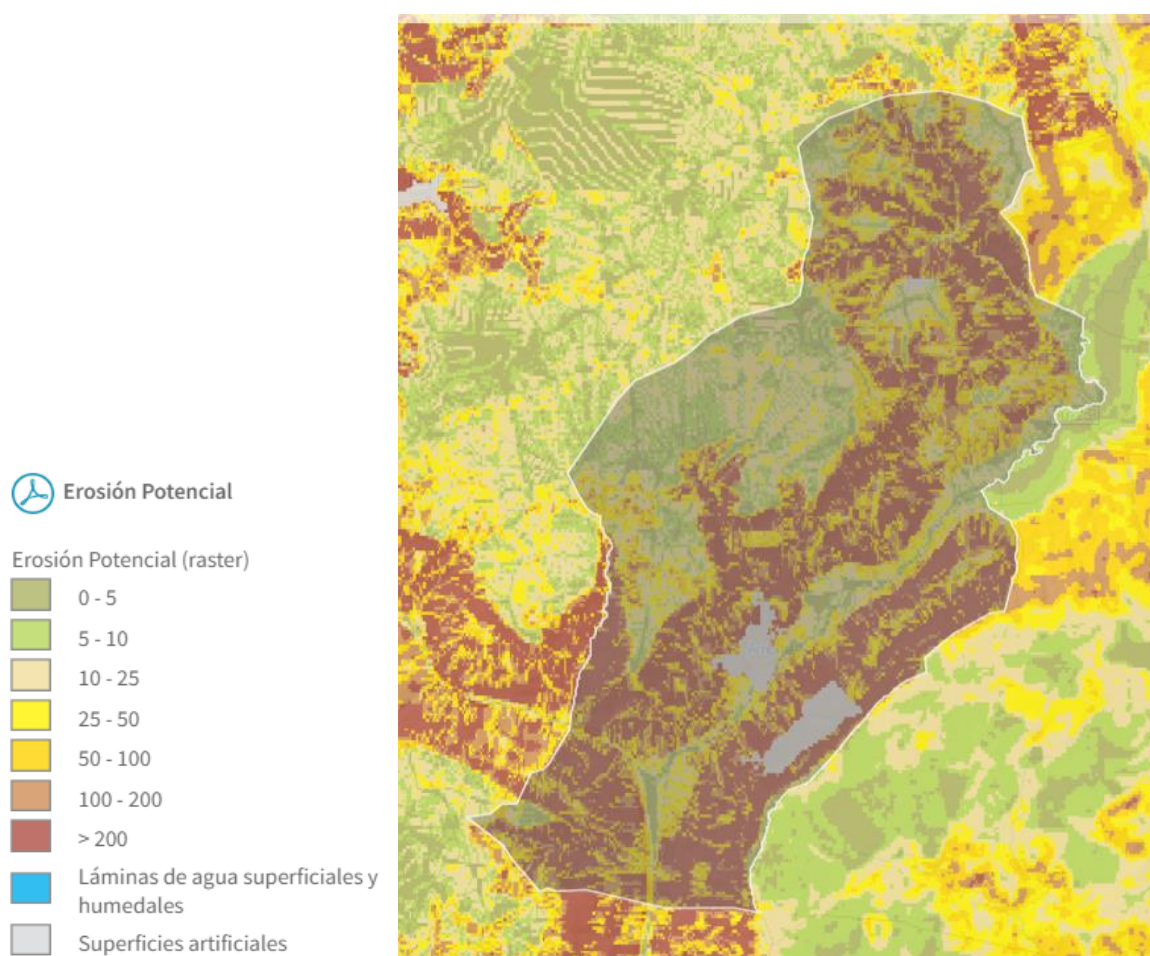 Erosión Potencial
Erosión Potencial (raster)
0 - 5
5 - 10
10 - 25
25 - 50
50 - 100
100 - 200
> 200
Láminas de agua superficiales y
humedales
Superficies artificiales